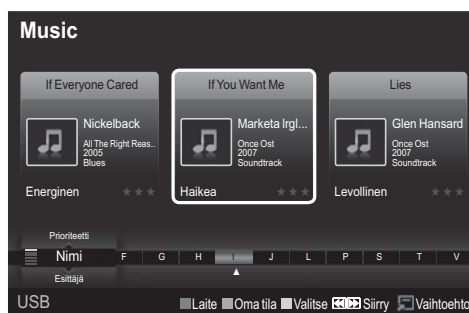 Music
If Everyone Cared
Nickelback
All The Right Reas..
2005
Blues
Energinen
If You Want Me
Marketa Irgl...
Once Ost
2007
Soundtrack
Haikea
Lies
Glen Hansard
Once Ost
2007
Soundtrack
Levollinen
Prioriteetti
Nimi F G H I J L P S T V
Esittäjä
USB Laite Oma tila Valitse Siirry Vaihtoehto